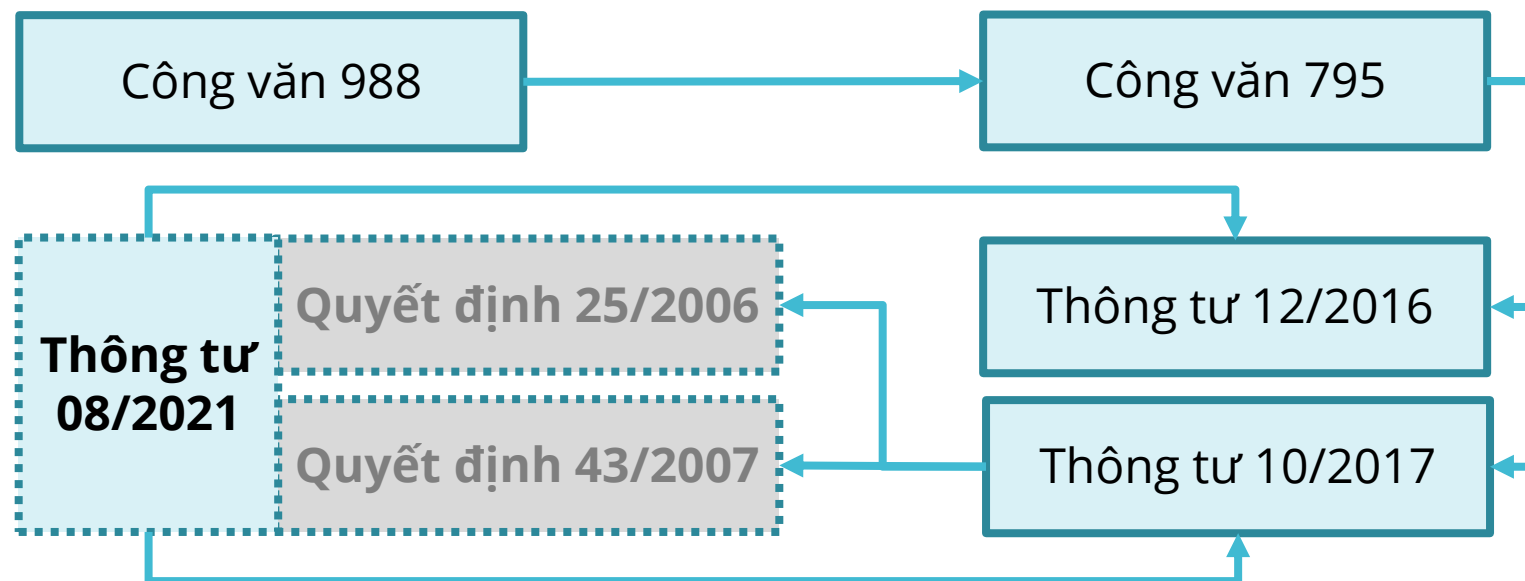 Công văn 988
Công văn 795
Thông tư
08/2021
Quyết định 25/2006
Quyết định 43/2007
Thông tư 12/2016
Thông tư 10/2017